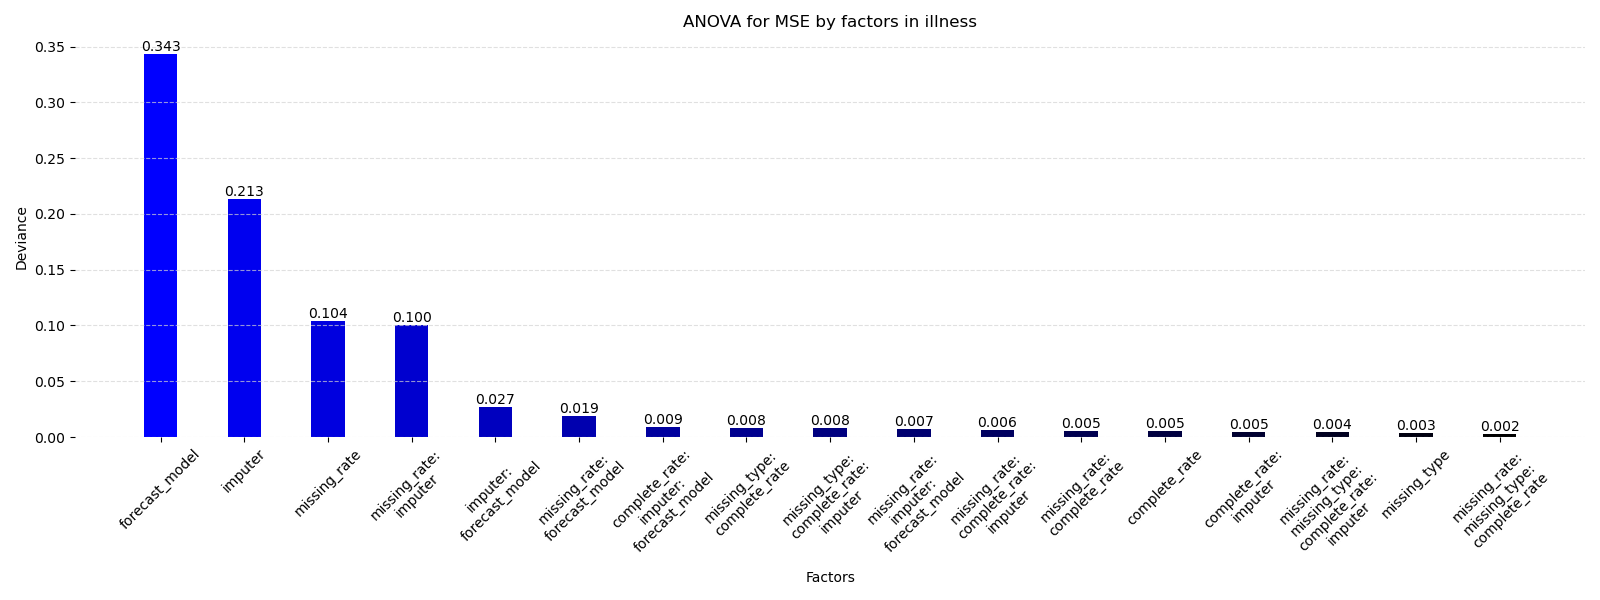 ANOVA for MSE by factors in illness
Deviance
0.35
0.30
0.25
0.20
0.15
0.10
0.05
0.00
0.343
0.213
0.104
0.100
0.027
0.019
0.009
0.008
0.008
0.007
0.006
0.005
0.005
0.005
0.004
0.003
0.002
forecast_model
imputer
missing_rate
missing_rate:
imputer
imputer:
forecast_model
missing_rate:
forecast_model
complete_rate:
imputer:
forecast_model
missing_type:
complete_rate
missing_type:
complete_rate:
imputer
missing_rate:
imputer:
forecast_model
missing_rate:
complete_rate:
imputer
missing_rate:
complete_rate
complete_rate
complete_rate:
imputer
missing_rate:
missing_type:
complete_rate:
imputer
missing_type
missing_rate:
missing_type:
complete_rate
Factors